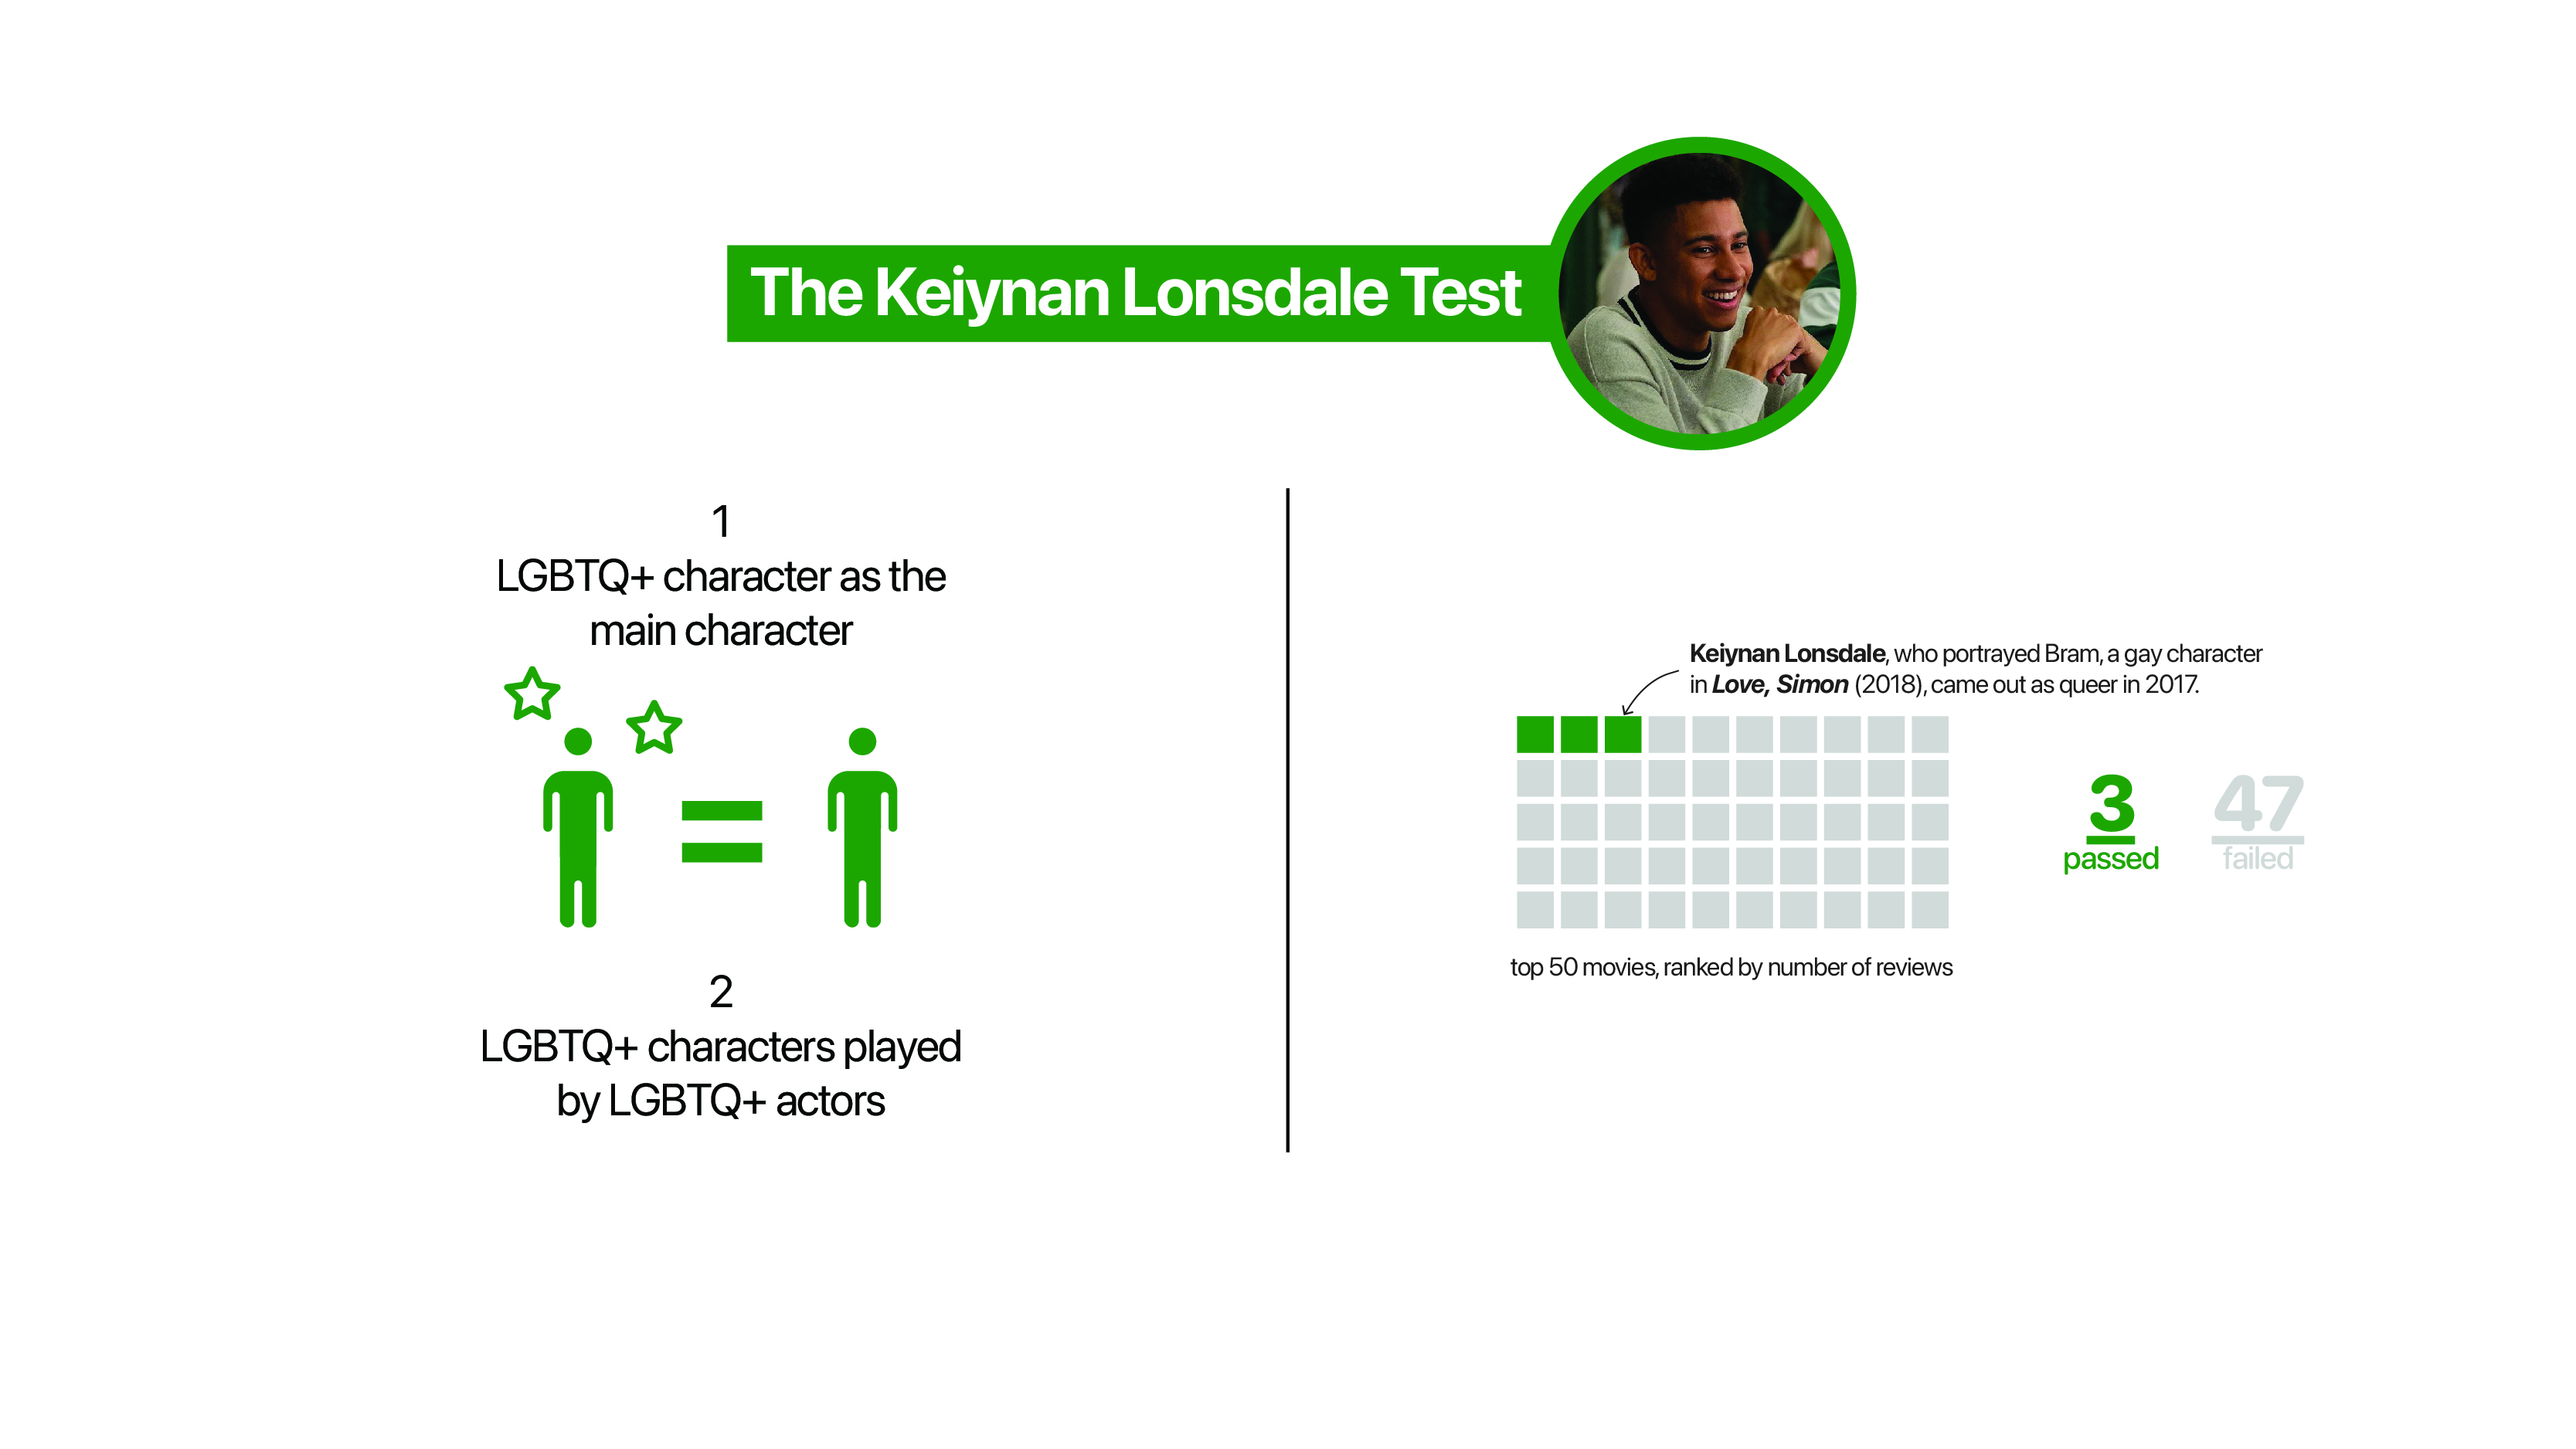 The Keiynan Lonsdale Test
1
LGBTQ+ character as the
main character
2
LGBTQ+ characters played
by LGBTQ+ actors
Keiynan Lonsdale, who portrayed Bram, a gay character
in Love, Simon (2018), came out as queer in 2017.
3
passed
47
failed
top 50 movies, ranked by number of reviews